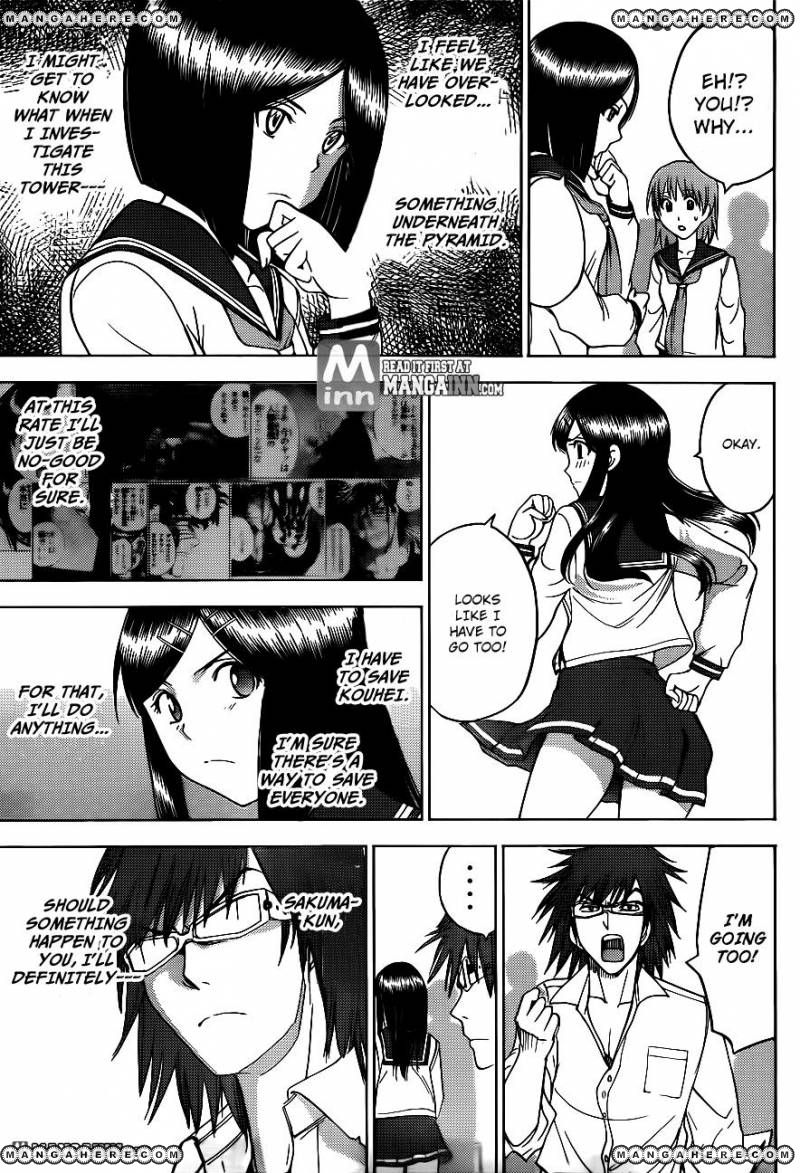 MANGAHERE.COM
MANGAHERE.COM
EH!?
YOU!?
WHY...
I FEEL
LIKE WE
HAVE OVER-
LOOKED...
SOMETHING
UNDERNEATH
THE PYRAMID.
I MIGHT
GET TO
KNOW
WHAT WHEN
I INVES-
TIGATE
THIS
TOWER---
M
inn
READ IT FIRST AT
MANGAINN.COM
OKAY.
LOOKS
LIKE I
HAVE TO
GO TOO!
AT THIS
RATE I'LL
JUST BE
NO-GOOD
FOR
SURE.
I HAVE
TO SAVE
KOUHEI.
I'M SURE
THERE'S
A WAY TO SAVE
EVERYONE.
FOR THAT,
I'LL DO
ANYTHING...
I'M
GOING
TOO!
...
SAKUMA-
KUN,
SHOULD
SOMETHING
HAPPEN TO
YOU, I'LL
DEFINITELY---
MANGAHERE.COM
MANGAHERE.COM